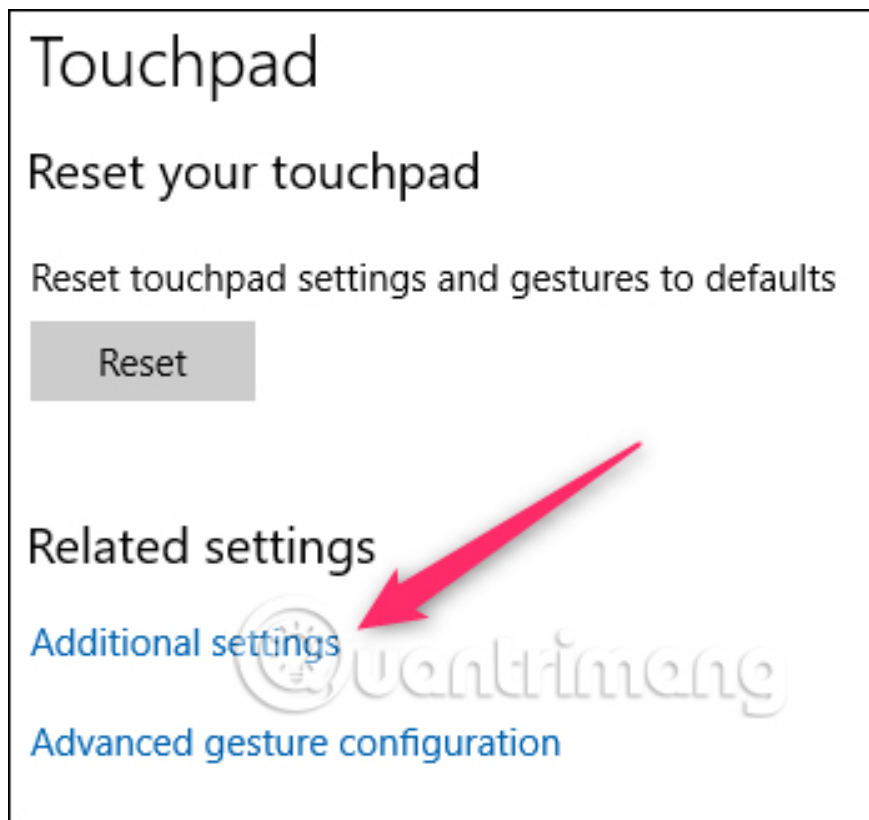 Touchpad
Reset your touchpad
Reset touchpad settings and gestures to defaults
Reset
Related settings
Additional settings
Quantrimang
Advanced gesture configuration